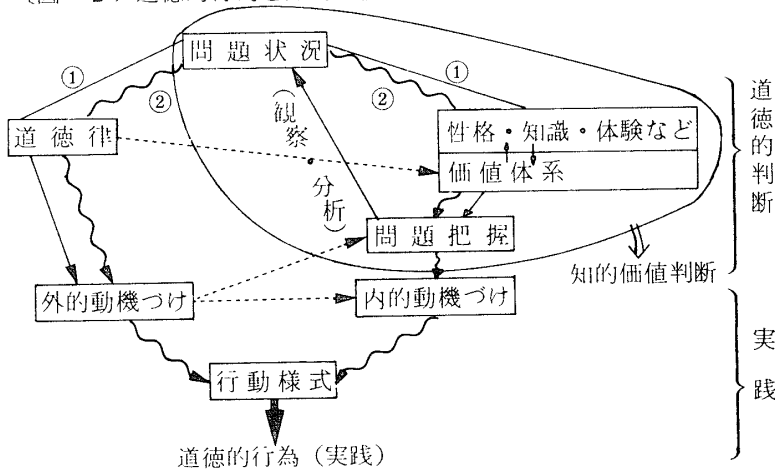 問題状況
①
①
②
②
道徳律
(観察・分析)
性格・知識・体験など
価値体系
問題把握
道徳的判断
知的価値判断
外的動機づけ
内的動機づけ
行動様式
実践
道徳的行為(実践)